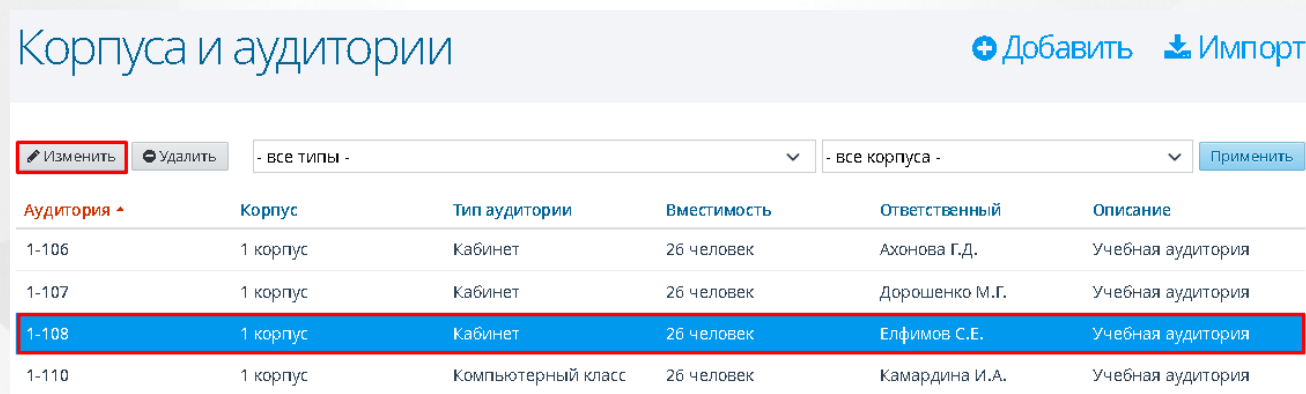 Корпуса и аудитории Добавить Импорт
Изменить Удалить - все типы - - все корпуса - Применить
Аудитория Корпус Тип аудитории Вместимость Ответственный Описание
1-106 1 корпус Кабинет 26 человек Ахонова Г.Д. Учебная аудитория
1-107 1 корпус Кабинет 26 человек Дорошенко М.Г. Учебная аудитория
1-108 1 корпус Кабинет 26 человек Елфимов С.Е. Учебная аудитория
1-110 1 корпус Компьютерный класс 26 человек Камардина И.А. Учебная аудитория